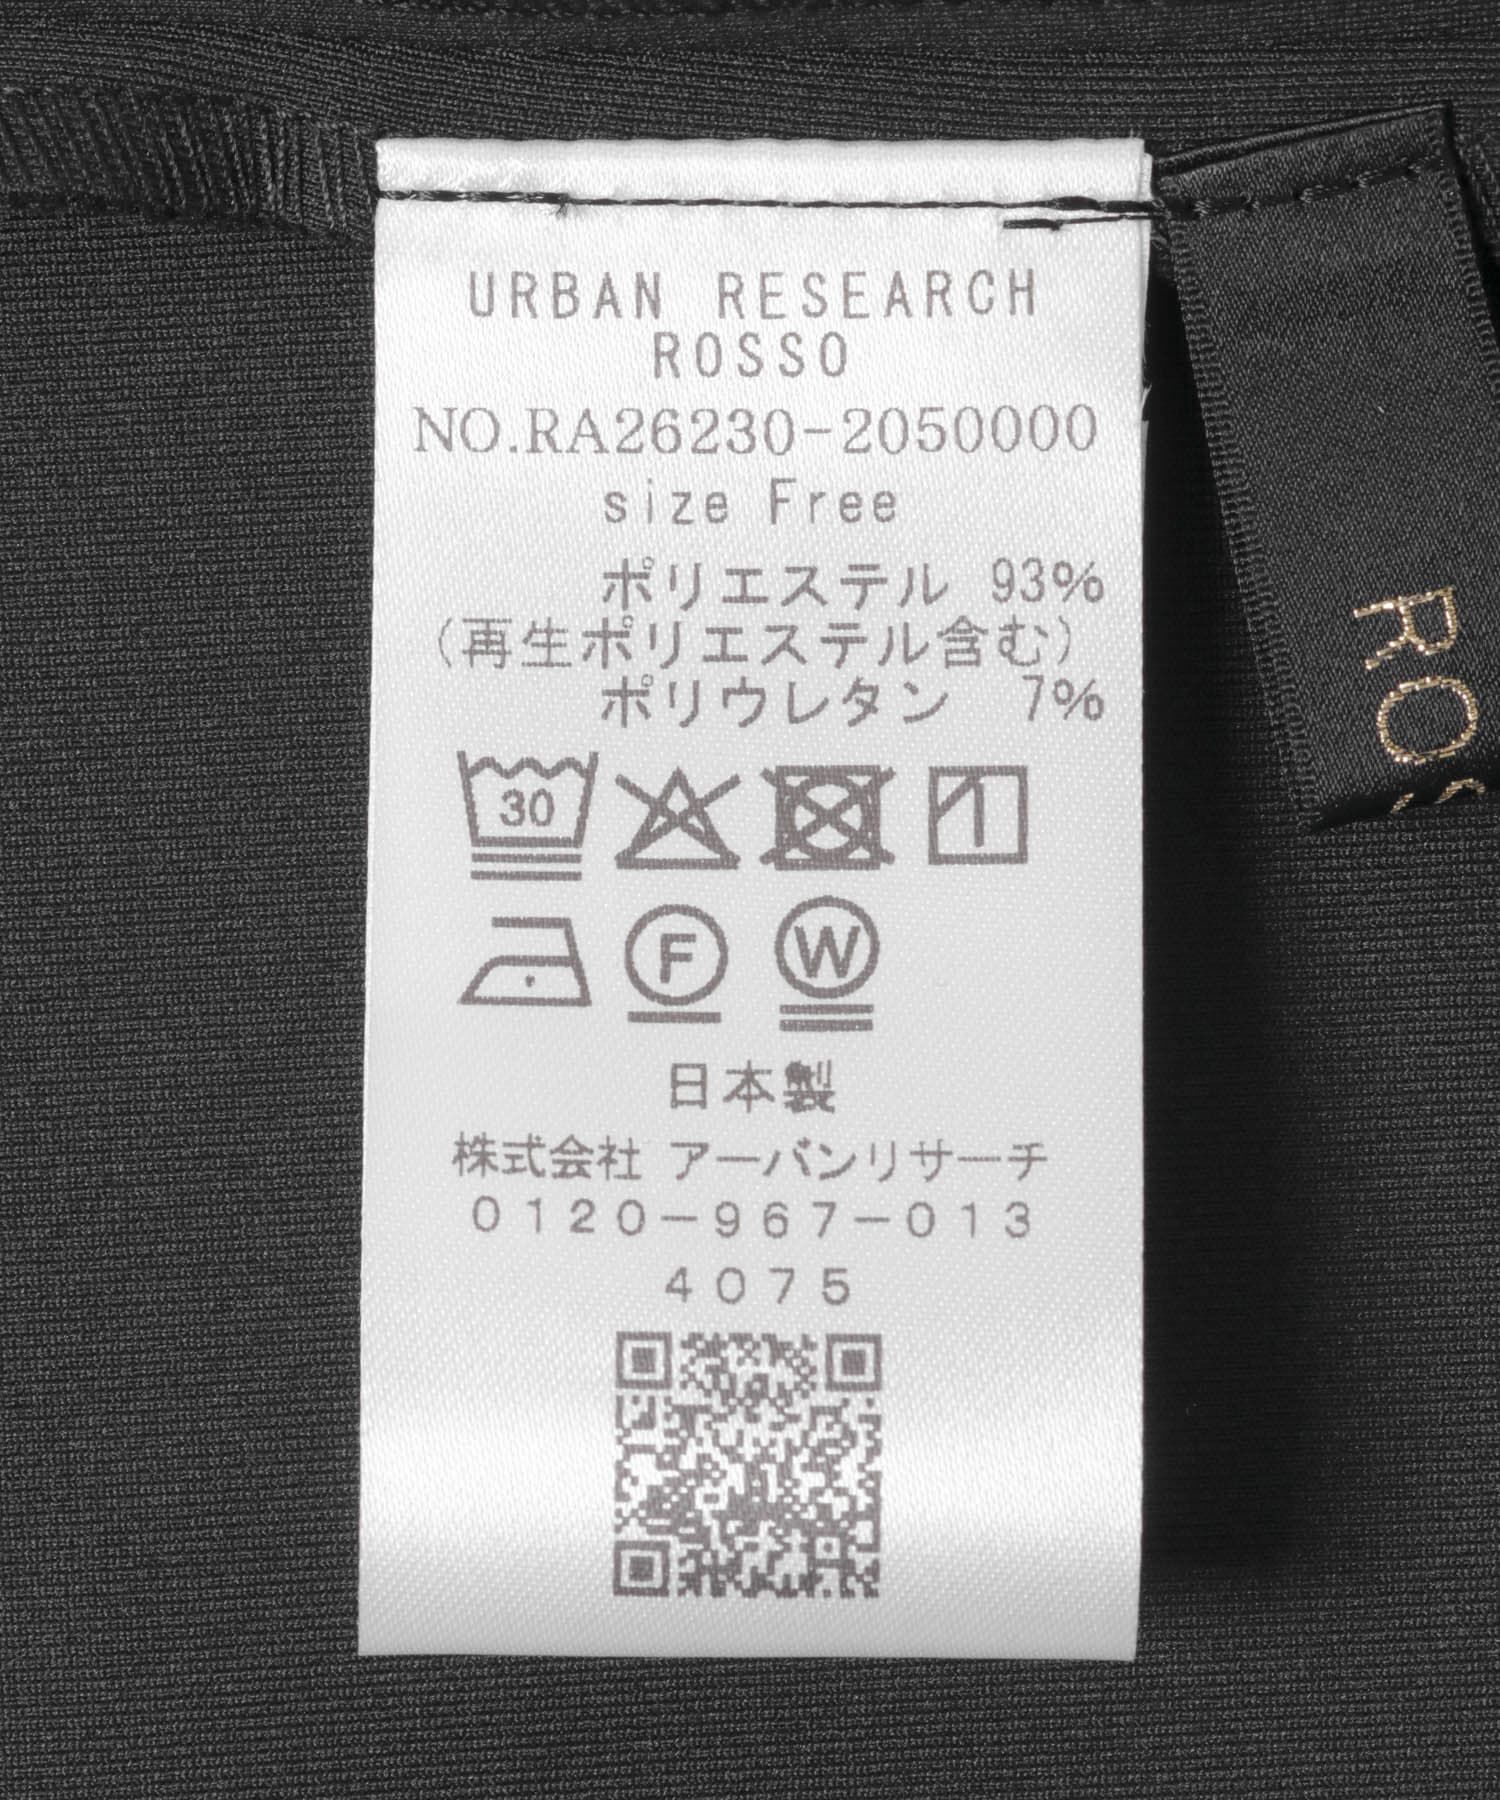 URBAN RESEARCH
ROSSO
NO.RA26230-2050000
size Free
ポリエステル 93%
(再生ポリエステル含む)
ポリウレタン 7%
30
F
W
日本製
株式会社 アーバンリサーチ
0120-967-013
4075
ROS